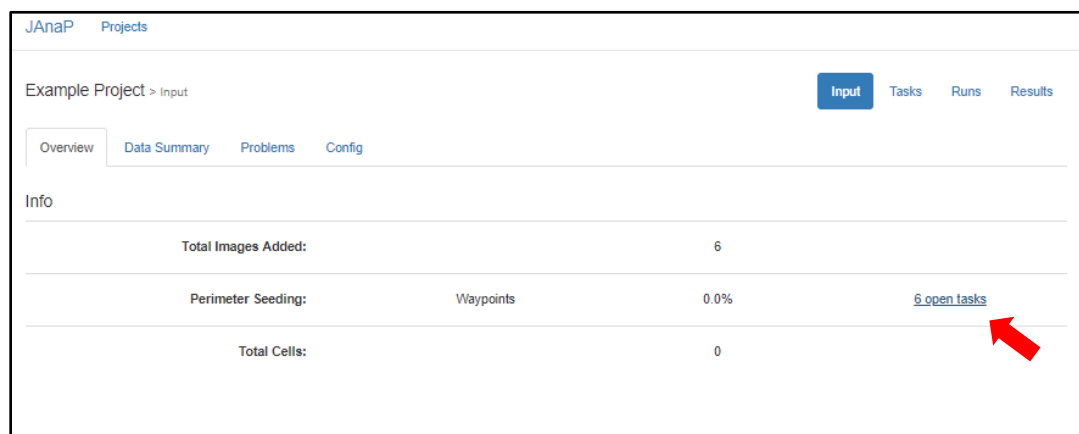 JAnaP Projects
Example Project > Input Input Tasks Runs Results
Overview Data Summary Problems Config
Info
Total Images Added: 6
Perimeter Seeding: Waypoints 0.0% 6 open tasks
Total Cells: 0